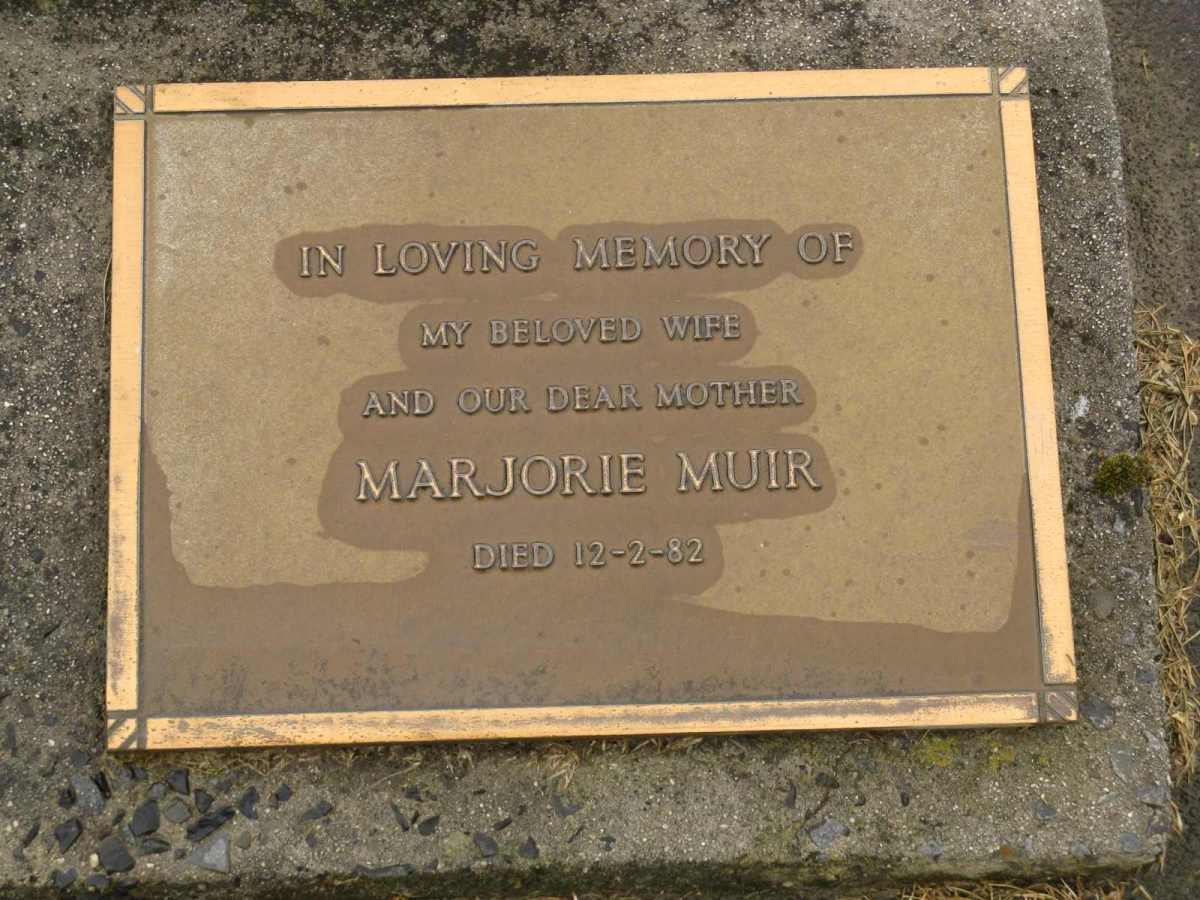 IN LOVING MEMORY OF
MY BELOVED WIFE
AND OUR DEAR MOTHER
MARJORIE MUIR
DIED 12-2-82